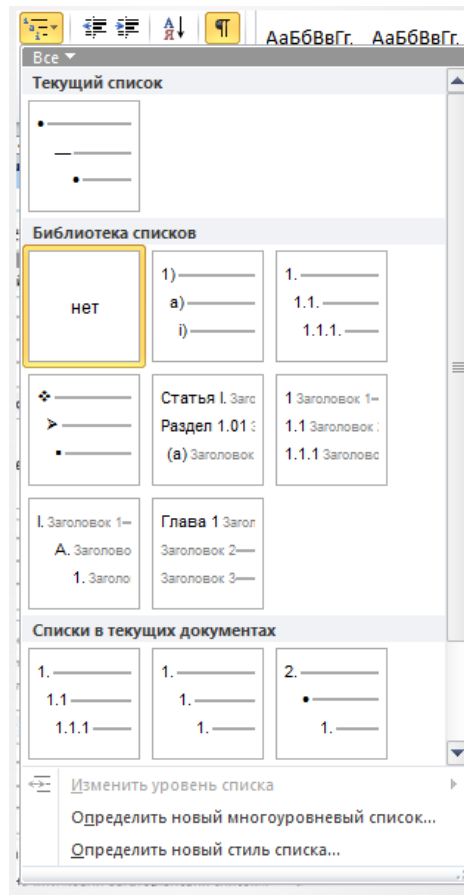 АаБбВвГг, АаБбВвГг,
Все
Текущий список
Библиотека списков
нет
1)
a)
i)
1.
1.1.
1.1.1.
Статья I. Заго
Раздел 1.01 З
(a) Заголовок
1 Заголовок 1
1.1 Заголовок
1.1.1 Заголовс
I. Заголовок 1
A. Заголово
1. Заголо
Глава 1 Загол
Заголовок 2
Заголовок 3
Списки в текущих документах
1.
1.1
1.1.1
1.
1.
1.
2.
1.
Изменить уровень списка
Определить новый многоуровневый список...
Определить новый стиль списка...